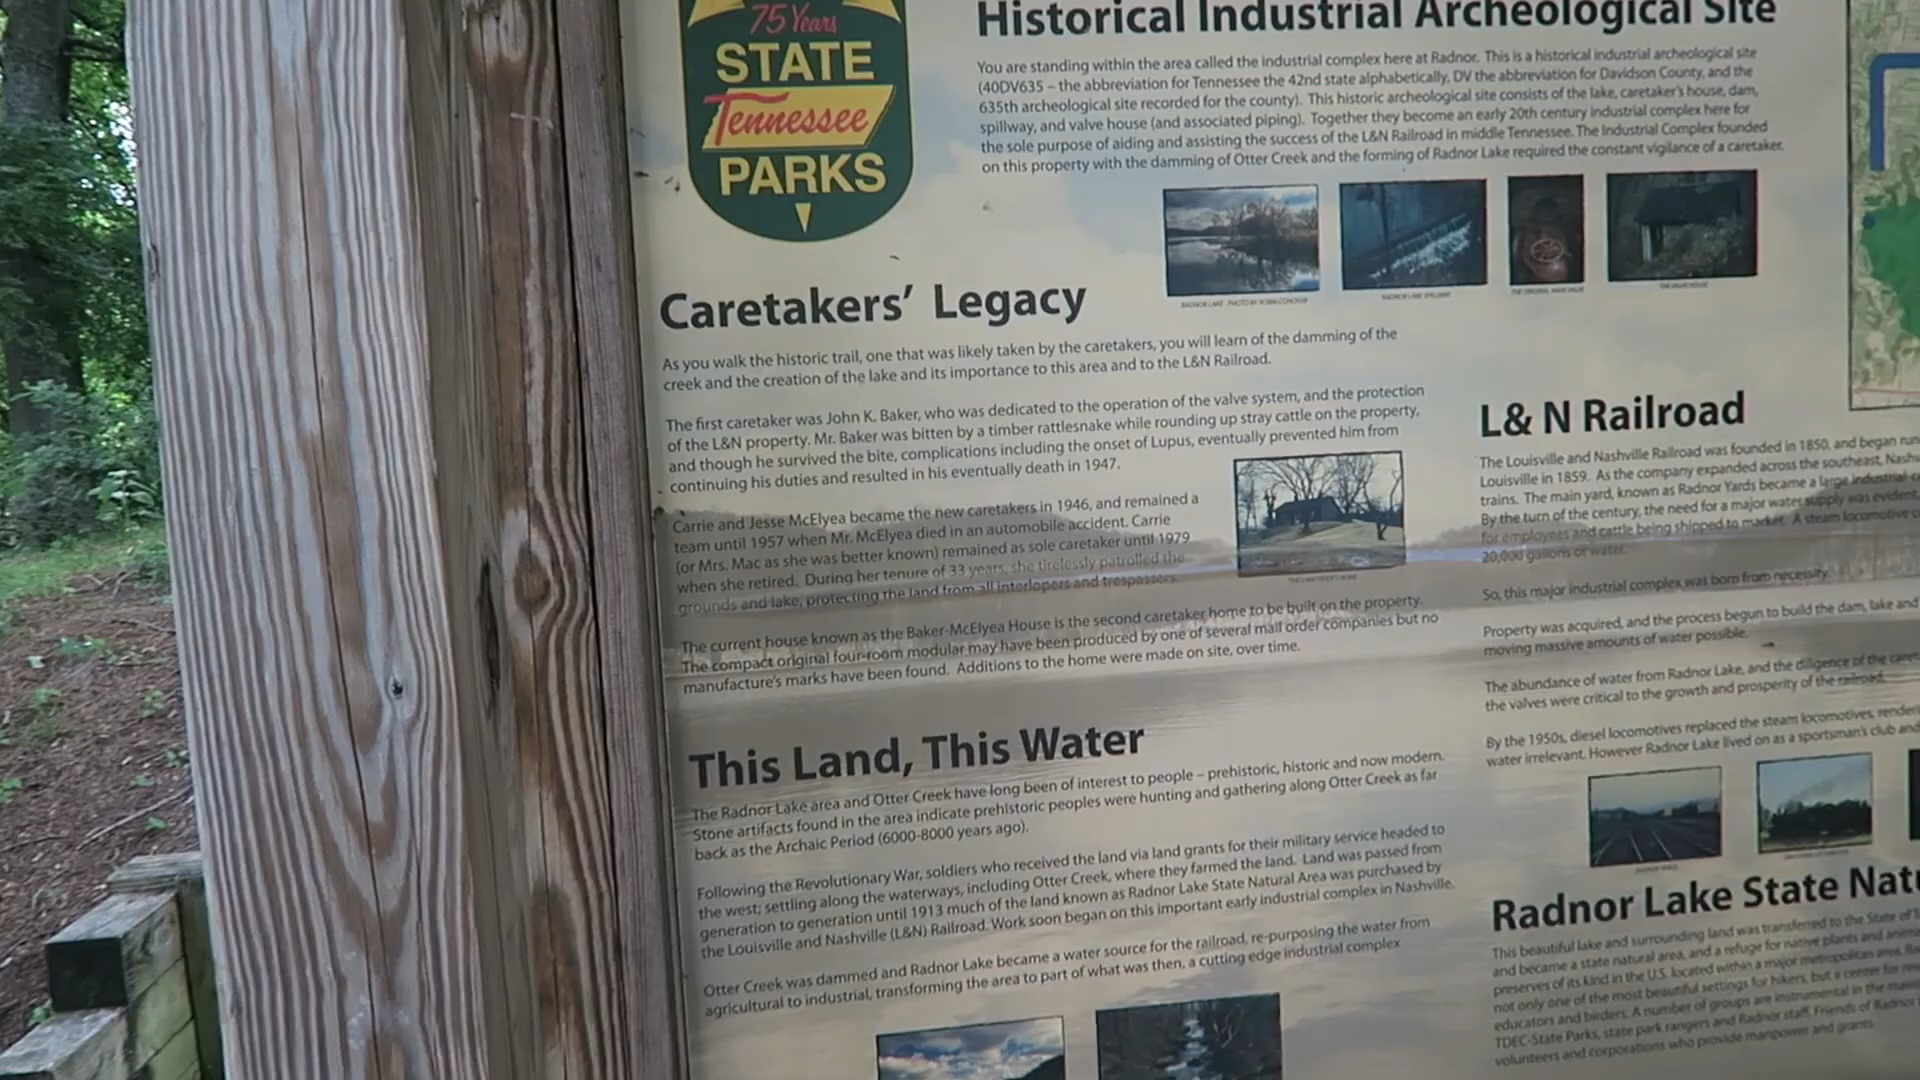 75 Years
STATE
Tennessee
PARKS
Historical Industrial Archeological Site
You are standing within the area called the industrial complex here at Radnor. This is a historical industrial archeological site
(40DV635 – the abbreviation for Tennessee the 42nd state alphabetically, DV the abbreviation for Davidson County, and the
635th archeological site recorded for the county). This historic archeological site consists of the lake, caretaker's house, dam,
spillway, and valve house (and associated piping). Together they become an early 20th century industrial complex here for
the sole purpose of aiding and assisting the success of the L&N Railroad in middle Tennessee. The Industrial Complex founded
on this property with the damming of Otter Creek and the forming of Radnor Lake required the constant vigilance of a caretaker.
RADNOR LAKE PHOTO BY ROBIN CONOVER
RADNOR LAKE SPILLWAY
THE VALVE HOUSE
Caretakers' Legacy
As you walk the historic trail, one that was likely taken by the caretakers, you will learn of the damming of the
creek and the creation of the lake and its importance to this area and to the L&N Railroad.
The first caretaker was John K. Baker, who was dedicated to the operation of the valve system, and the protection
of the L&N property. Mr. Baker was bitten by a timber rattlesnake while rounding up stray cattle on the property,
and though he survived the bite, complications including the onset of Lupus, eventually prevented him from
continuing his duties and resulted in his eventually death in 1947.
Carrie and Jesse McElyea became the new caretakers in 1946, and remained a
team until 1957 when Mr. McElyea died in an automobile accident. Carrie
(or Mrs. Mac as she was better known) remained as sole caretaker until 1979
when she retired. During her tenure of 33 years, she tirelessly patrolled the
grounds and lake, protecting the land from all interlopers and trespassers.
The current house known as the Baker-McElyea House is the second caretaker home to be built on the property.
The compact original four-room modular may have been produced by one of several mail order companies but no
manufacture's marks have been found. Additions to the home were made on site, over time.
This Land, This Water
The Radnor Lake area and Otter Creek have long been of interest to people – prehistoric, historic and now modern.
Stone artifacts found in the area indicate prehistoric peoples were hunting and gathering along Otter Creek as far
back as the Archaic Period (6000-8000 years ago).
Following the Revolutionary War, soldiers who received the land via land grants for their military service headed to
the west; settling along the waterways, including Otter Creek, where they farmed the land. Land was passed from
generation to generation until 1913 much of the land known as Radnor Lake State Natural Area was purchased by
the Louisville and Nashville (L&N) Railroad. Work soon began on this important early industrial complex in Nashville.
Otter Creek was dammed and Radnor Lake became a water source for the railroad, re-purposing the water from
agricultural to industrial, transforming the area to part of what was then, a cutting edge industrial complex
L& N Railroad
The Louisville and Nashville Railroad was founded in 1850, and began run
Louisville in 1859. As the company expanded across the southeast, Nashv
trains. The main yard, known as Radnor Yards became a large industrial c
By the turn of the century, the need for a major water supply was evident,
for employees and cattle being shipped to market. A steam locomotive c
20,000 gallons of water.
So, this major industrial complex was born from necessity.
Property was acquired, and the process begun to build the dam, lake and
moving massive amounts of water possible.
The abundance of water from Radnor Lake, and the diligence of the caret
the valves were critical to the growth and prosperity of the railroad.
By the 1950s, diesel locomotives replaced the steam locomotives, renderi
water irrelevant. However Radnor Lake lived on as a sportsman's club and
Radnor Lake State Natu
This beautiful lake and surrounding land was transferred to the State of T
and became a state natural area, and a refuge for native plants and anim
preserves of its kind in the U.S. located within a major metropolitan area, Ra
not only one of the most beautiful settings for hikers, but a center for
educators and birders. A number of groups are instrumental in the
TDEC-State Parks, state park rangers and Radnor staff, Friends of Radnor
volunteers and corporations who provide manpower and grants.